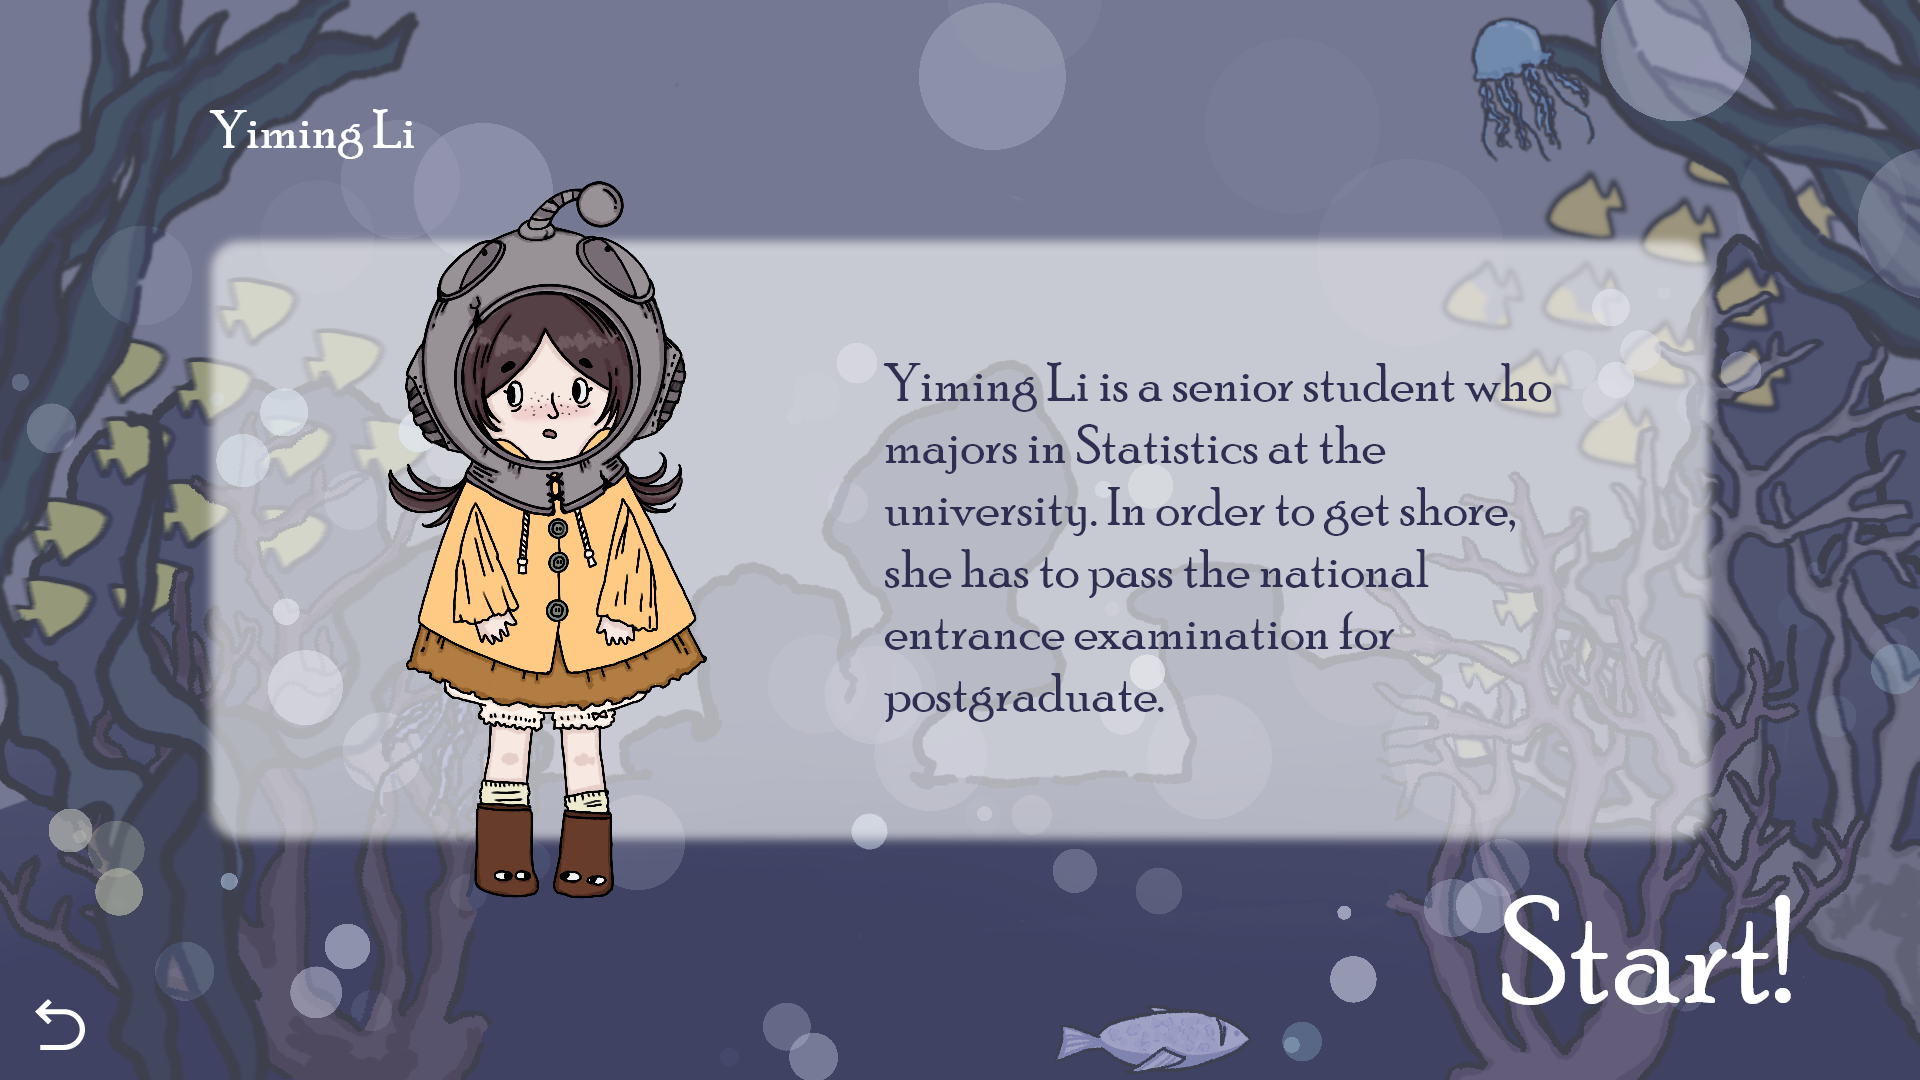 Yiming Li
Yiming Li is a senior student who
majors in Statistics at the
university. In order to get shore,
she has to pass the national
entrance examination for
postgraduate.
Start!